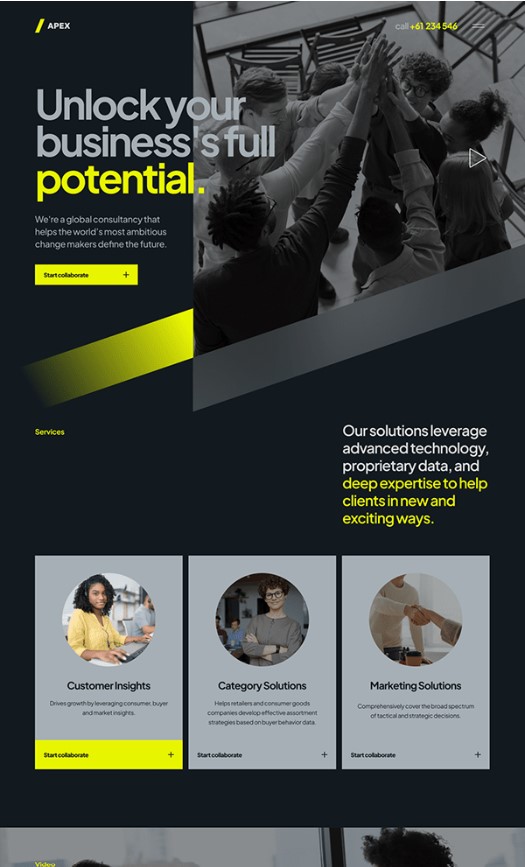 APEX
call +61 234 546
Unlock your
business's full
potential.
We're a global consultancy that
helps the world's most ambitious
change makers define the future.
Start collaborate
Services
Our solutions leverage
advanced technology,
proprietary data, and
deep expertise to help
clients in new and
exciting ways.
Customer Insights
Drives growth by leveraging consumer, buyer
and market insights.
Start collaborate
Category Solutions
Helps retailers and consumer goods
companies develop effective assortment
strategies based on buyer behavior data.
Start collaborate
Marketing Solutions
Comprehensively cover the broad spectrum
of tactical and strategic decisions.
Start collaborate
Video